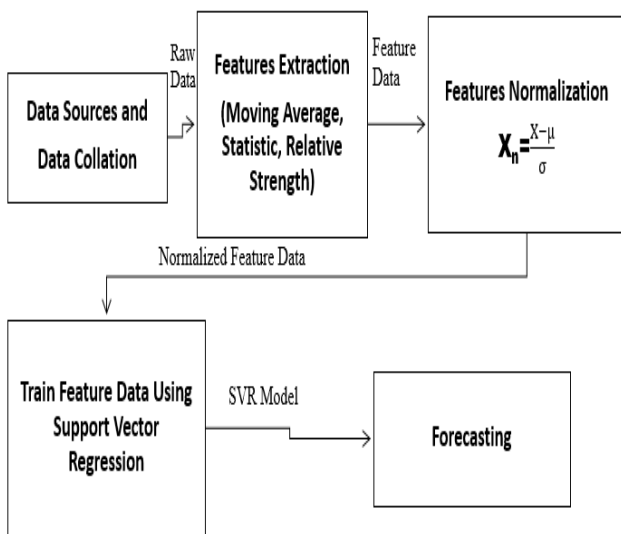 Data Sources and
Data Collation
Raw
Data
Features Extraction
(Moving Average,
Statistic, Relative
Strength)
Feature
Data
Features Normalization
Xₙ=X−μ/σ
Normalized Feature Data
Train Feature Data Using
Support Vector
Regression
SVR Model
Forecasting